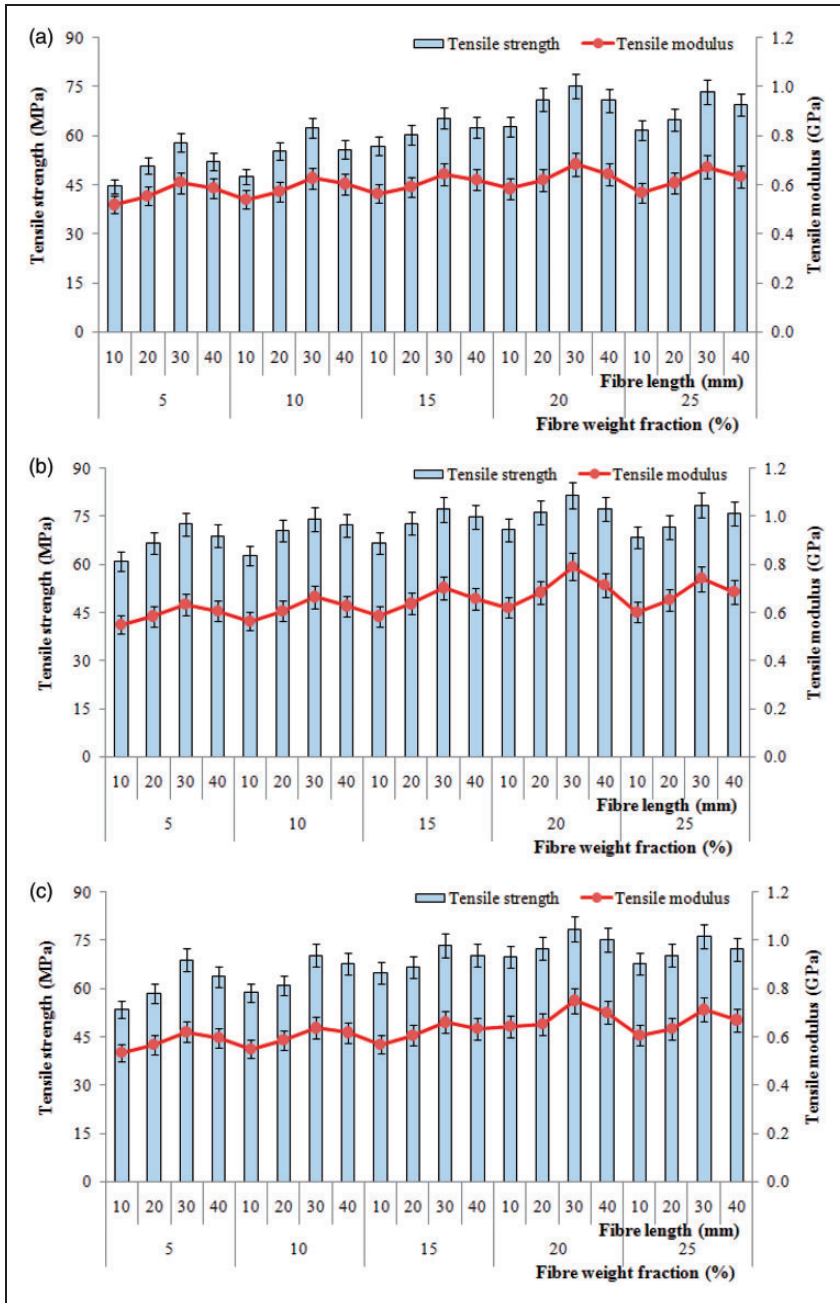 (a)
90
75
60
45
30
15
0
Tensile strength (MPa)
Tensile strength
Tensile modulus
1.2
1.0
0.8
0.6
0.4
0.2
0.0
Tensile modulus (GPa)
10 20 30 40 10 20 30 40 10 20 30 40 10 20 30 40 10 20 30 40
Fibre length (mm)
5 10 15 20 25
Fibre weight fraction (%)
(b)
90
75
60
45
30
15
0
Tensile strength (MPa)
Tensile strength
Tensile modulus
1.2
1.0
0.8
0.6
0.4
0.2
0.0
Tensile modulus (GPa)
10 20 30 40 10 20 30 40 10 20 30 40 10 20 30 40 10 20 30 40
Fibre length (mm)
5 10 15 20 25
Fibre weight fraction (%)
(c)
90
75
60
45
30
15
0
Tensile strength (MPa)
Tensile strength
Tensile modulus
1.2
1.0
0.8
0.6
0.4
0.2
0.0
Tensile modulus (GPa)
10 20 30 40 10 20 30 40 10 20 30 40 10 20 30 40 10 20 30 40
Fibre length (mm)
5 10 15 20 25
Fibre weight fraction (%)